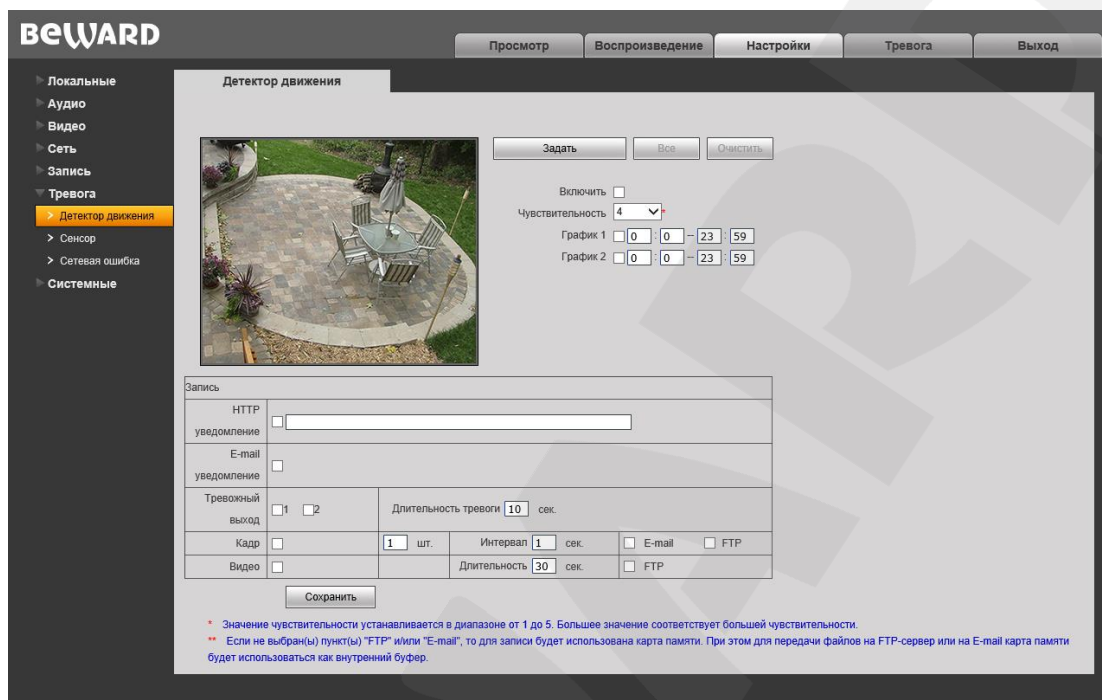 BEWARD
Просмотр Воспроизведение Настройки Тревога Выход
Локальные
Аудио
Видео
Сеть
Запись
Тревога
Детектор движения
Сенсор
Сетевая ошибка
Системные
Детектор движения
Задать Все Очистить
Включить
Чувствительность 4 *
График 1 0 : 0 -- 23 : 59
График 2 0 : 0 -- 23 : 59
Запись
HTTP
уведомление
E-mail
уведомление
Тревожный
выход
1 2 Длительность тревоги 10 сек.
Кадр 1 шт. Интервал 1 сек. E-mail FTP
Видео Длительность 30 сек. FTP
Сохранить
* Значение чувствительности устанавливается в диапазоне от 1 до 5. Большее значение соответствует большей чувствительности.
** Если не выбран(ы) пункт(ы) "FTP" и/или "E-mail", то для записи будет использована карта памяти. При этом для передачи файлов на FTP-сервер или на E-mail карта памяти
будет использоваться как внутренний буфер.